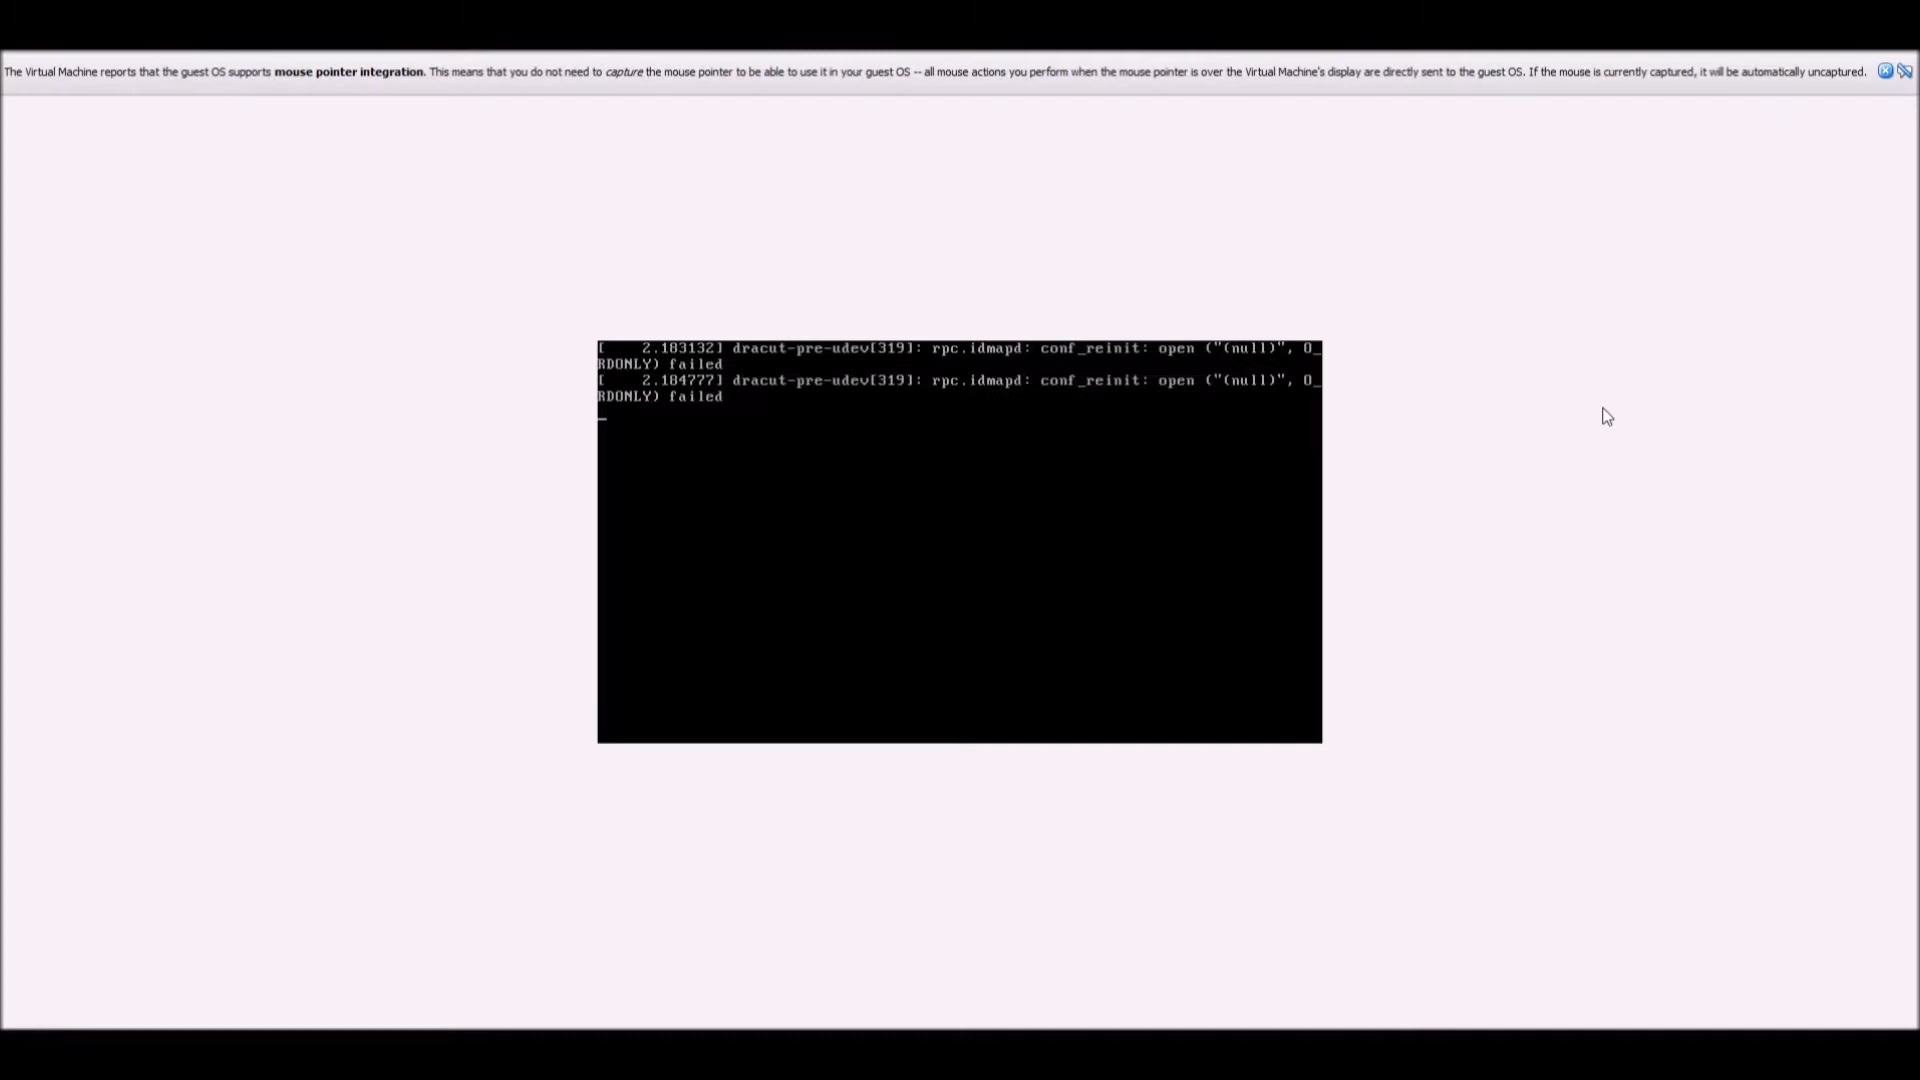 The Virtual Machine reports that the guest OS supports mouse pointer integration. This means that you do not need to capture the mouse pointer to be able to use it in your guest OS -- all mouse actions you perform when the mouse pointer is over the Virtual Machine's display are directly sent to the guest OS. If the mouse is currently captured, it will be automatically uncaptured.
[    2.183132] dracut-pre-udev[319]: rpc.idmapd: conf_reinit: open ("(null)", O_
RDONLY) failed
[    2.184777] dracut-pre-udev[319]: rpc.idmapd: conf_reinit: open ("(null)", O_
RDONLY) failed